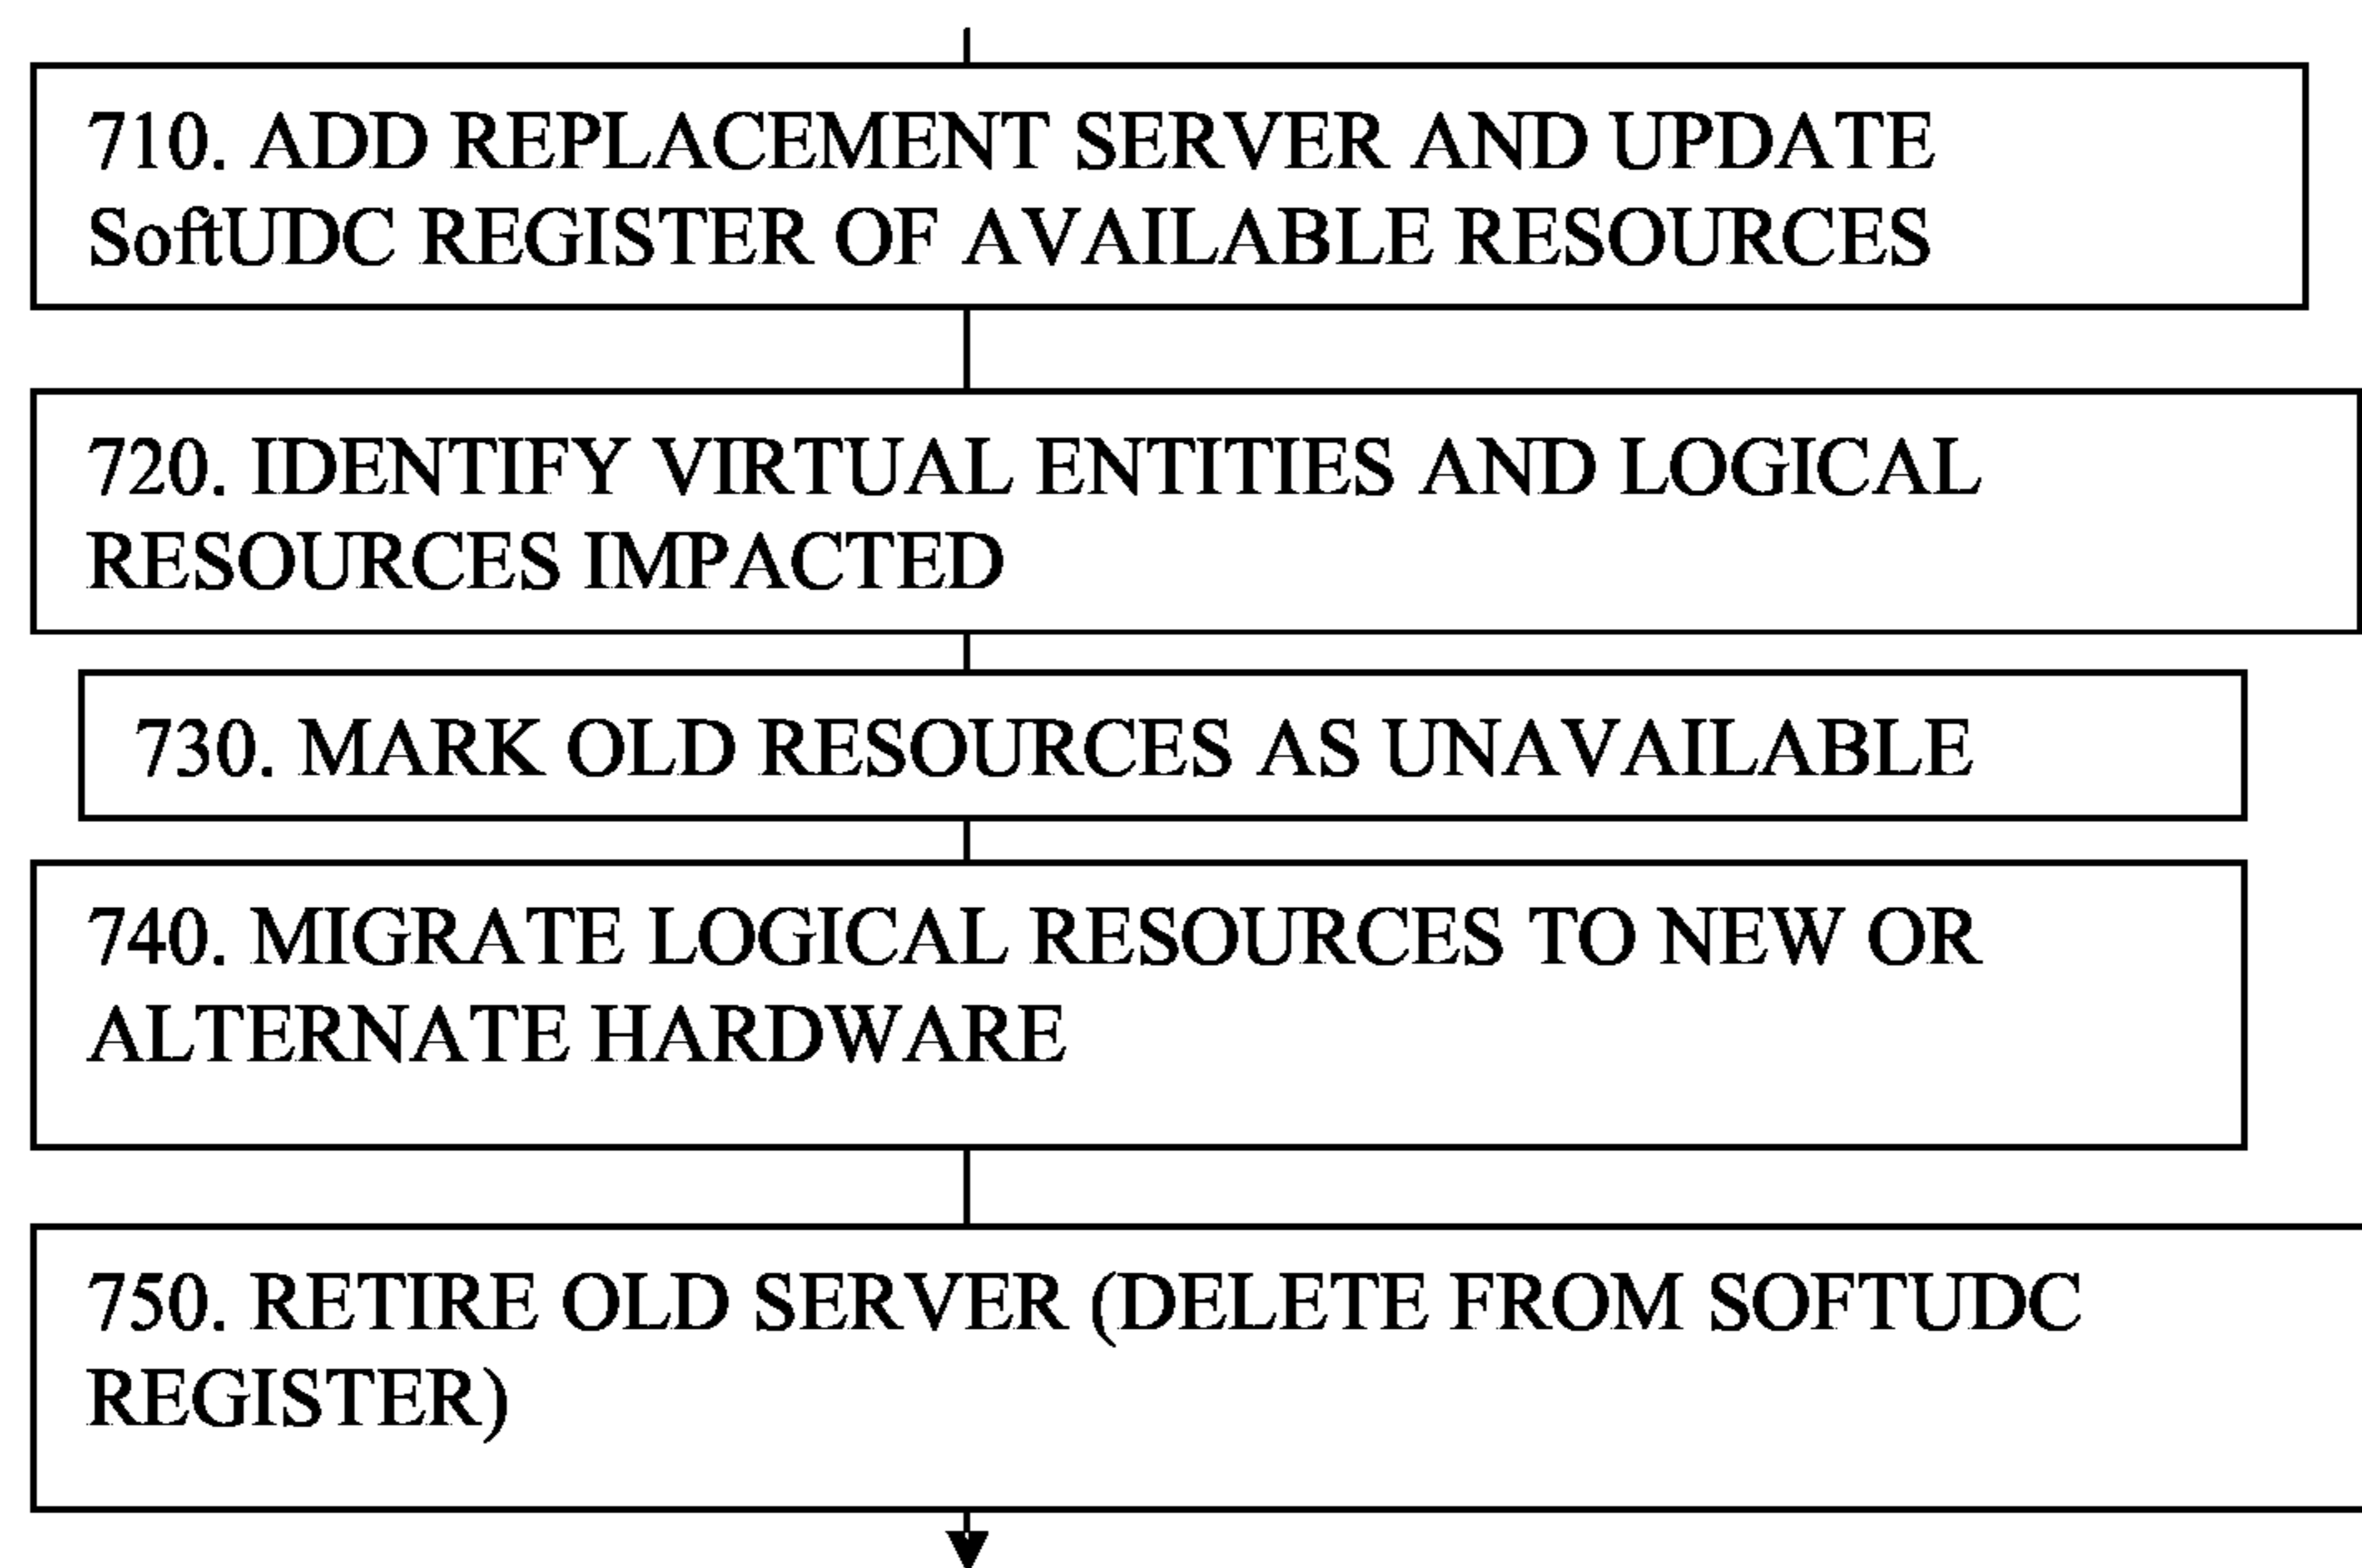 710. ADD REPLACEMENT SERVER AND UPDATE
SoftUDC REGISTER OF AVAILABLE RESOURCES
720. IDENTIFY VIRTUAL ENTITIES AND LOGICAL
RESOURCES IMPACTED
730. MARK OLD RESOURCES AS UNAVAILABLE
740. MIGRATE LOGICAL RESOURCES TO NEW OR
ALTERNATE HARDWARE
750. RETIRE OLD SERVER (DELETE FROM SOFTUDC
REGISTER)